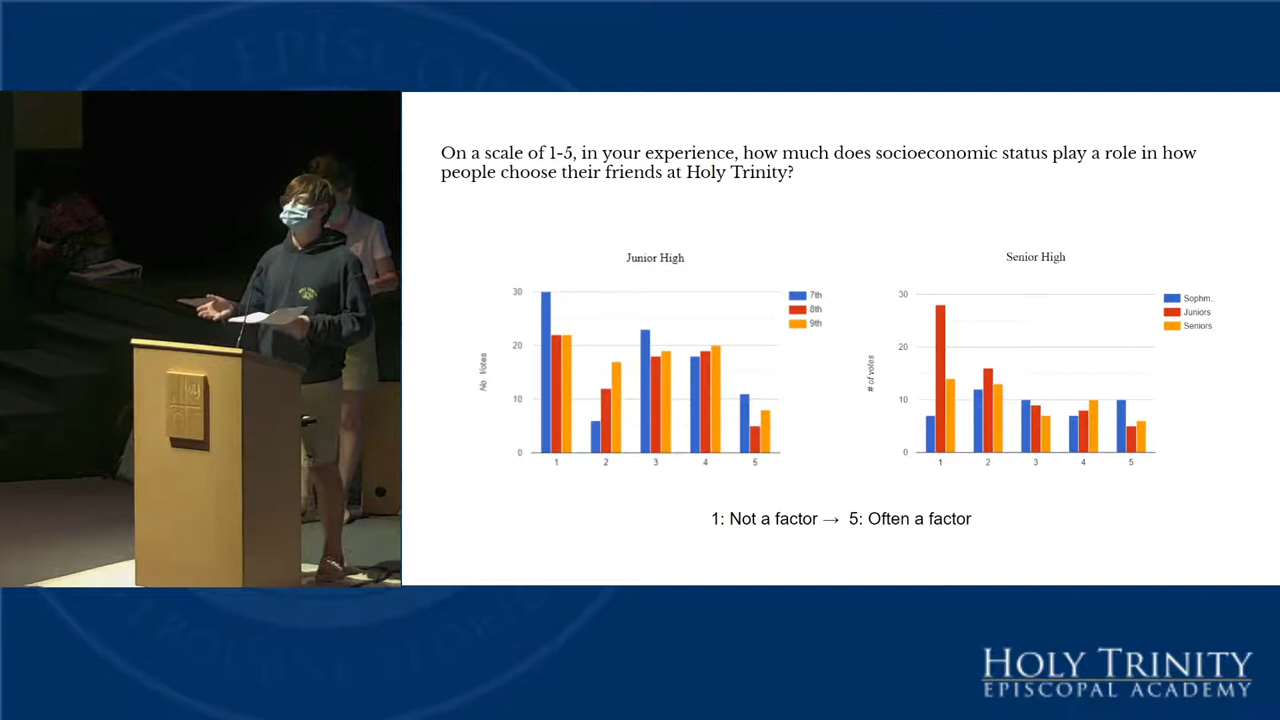 On a scale of 1-5, in your experience, how much does socioeconomic status play a role in how
people choose their friends at Holy Trinity?
Junior High
30
20
10
0
No Votes
1 2 3 4 5
7th
8th
9th
Senior High
30
20
10
0
# of votes
1 2 3 4 5
Sophm..
Juniors
Seniors
1: Not a factor → 5: Often a factor
HOLY TRINITY
EPISCOPAL ACADEMY